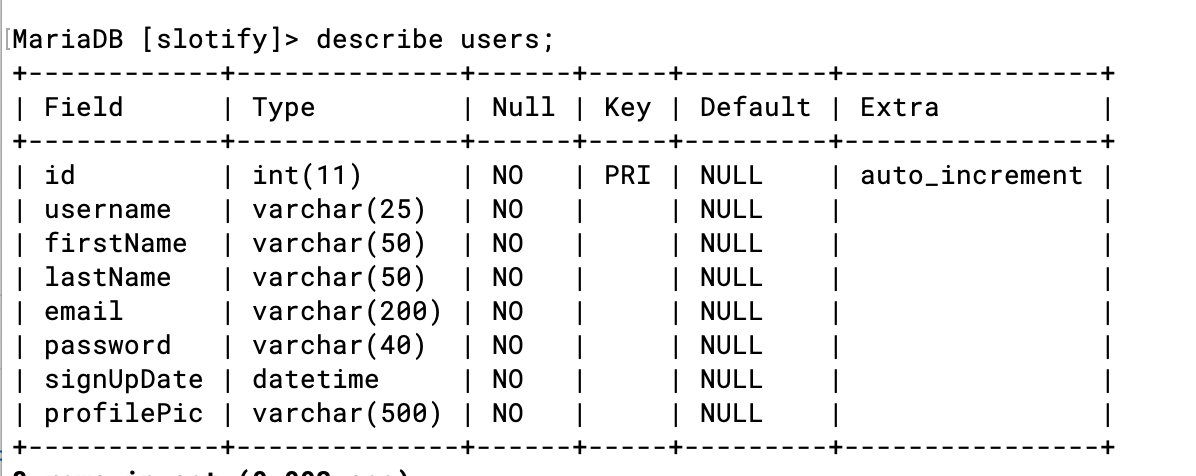 MariaDB [slotify]> describe users;
+------------+--------------+------+-----+---------+----------------+
| Field      | Type         | Null | Key | Default | Extra          |
+------------+--------------+------+-----+---------+----------------+
| id         | int(11)      | NO   | PRI | NULL    | auto_increment |
| username   | varchar(25)  | NO   |     | NULL    |                |
| firstName  | varchar(50)  | NO   |     | NULL    |                |
| lastName   | varchar(50)  | NO   |     | NULL    |                |
| email      | varchar(200) | NO   |     | NULL    |                |
| password   | varchar(40)  | NO   |     | NULL    |                |
| signUpDate | datetime     | NO   |     | NULL    |                |
| profilePic | varchar(500) | NO   |     | NULL    |                |
+------------+--------------+------+-----+---------+----------------+